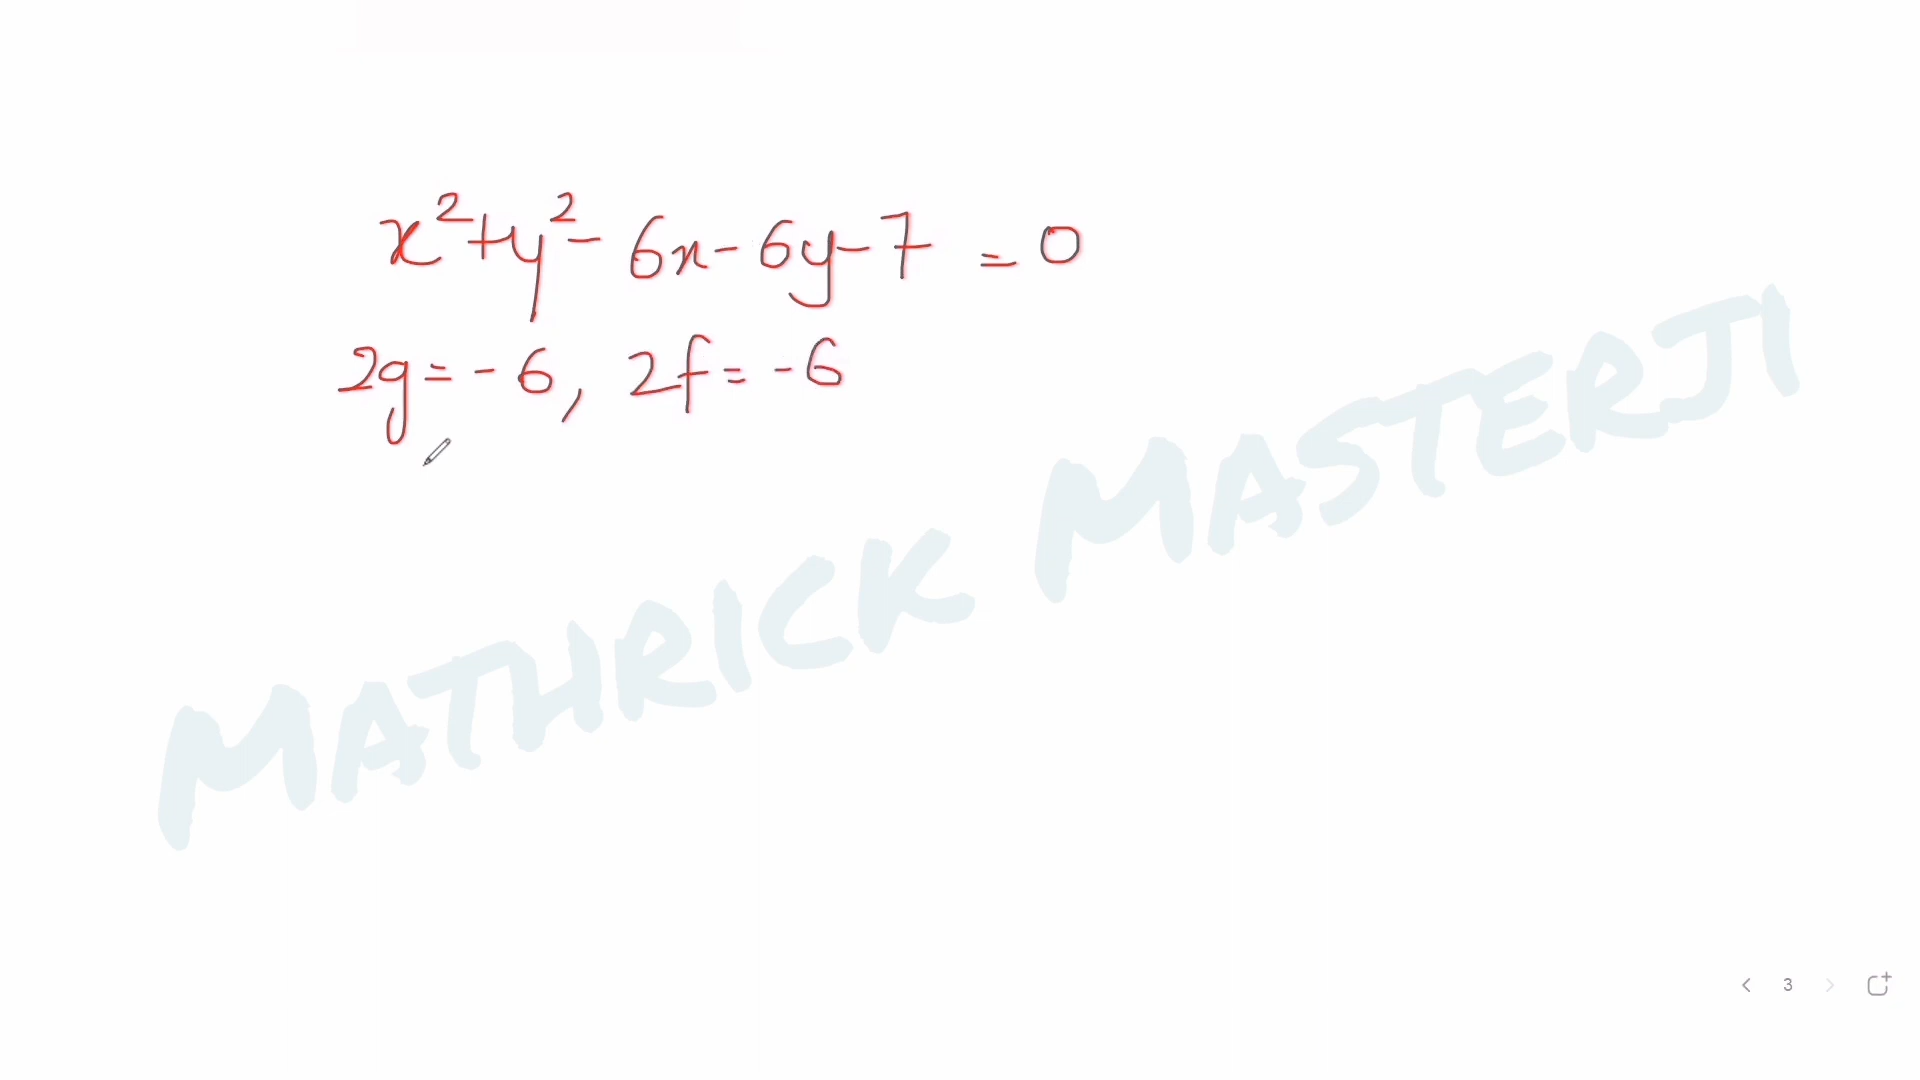 x²+y²- 6x - 6y - 7 = 0
2g = - 6, 2f = - 6
MATHRICK MASTERJI
3